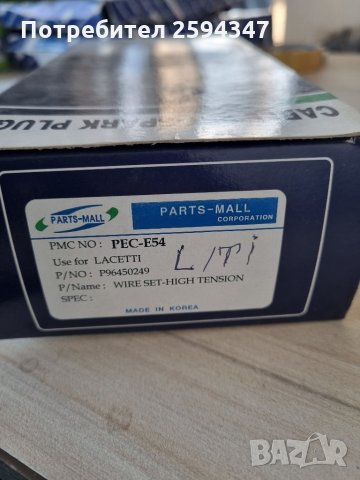 Потребител 2594347
CAB
SPARK PLUG
PARTS-MALL
PARTS-MALL
CORPORATION
PMC NO : PEC-E54
Use for LACETTI
P/NO : P96450249
P/Name : WIRE SET-HIGH TENSION
SPEC :
L/Ti
MADE IN KOREA
BAZAR